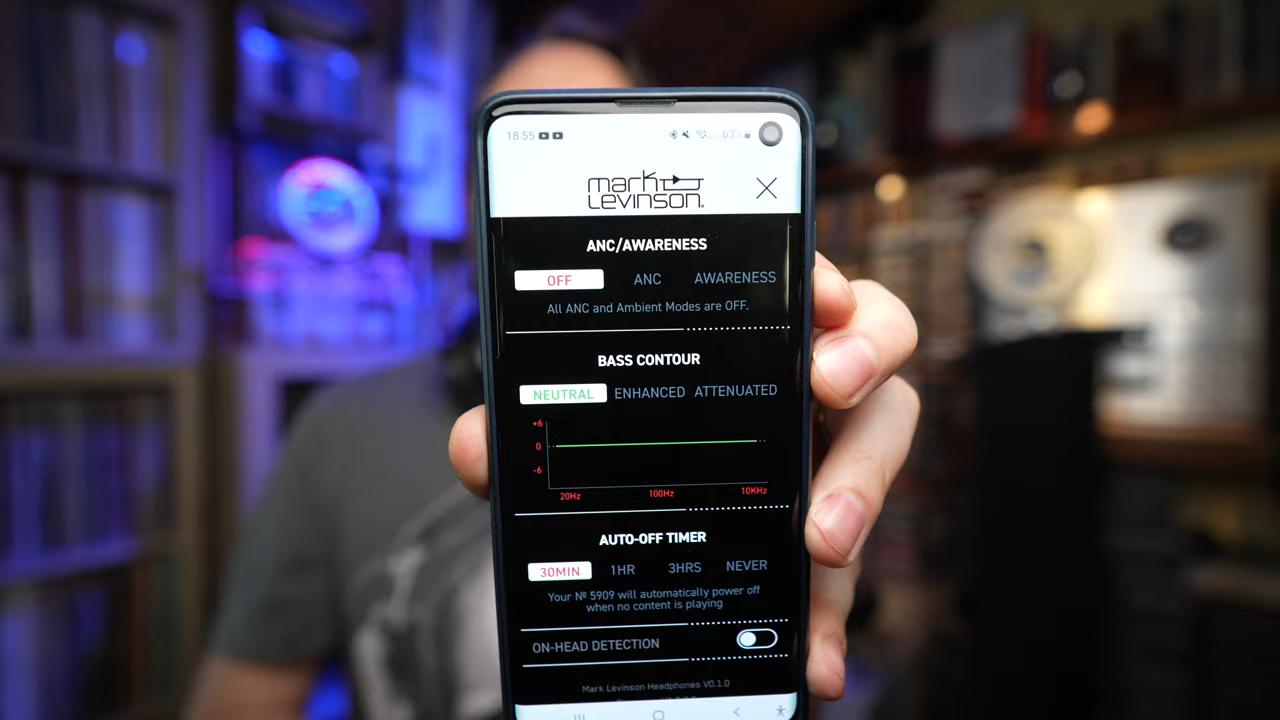 18:55 63%
mark
Levinson®
ANC/AWARENESS
OFF ANC AWARENESS
All ANC and Ambient Modes are OFF.
BASS CONTOUR
NEUTRAL ENHANCED ATTENUATED
+6
0
-6
20Hz 100Hz 10KHz
AUTO-OFF TIMER
30MIN 1HR 3HRS NEVER
Your Nº 5909 will automatically power off
when no content is playing
ON-HEAD DETECTION
Mark Levinson Headphones V0.1.0